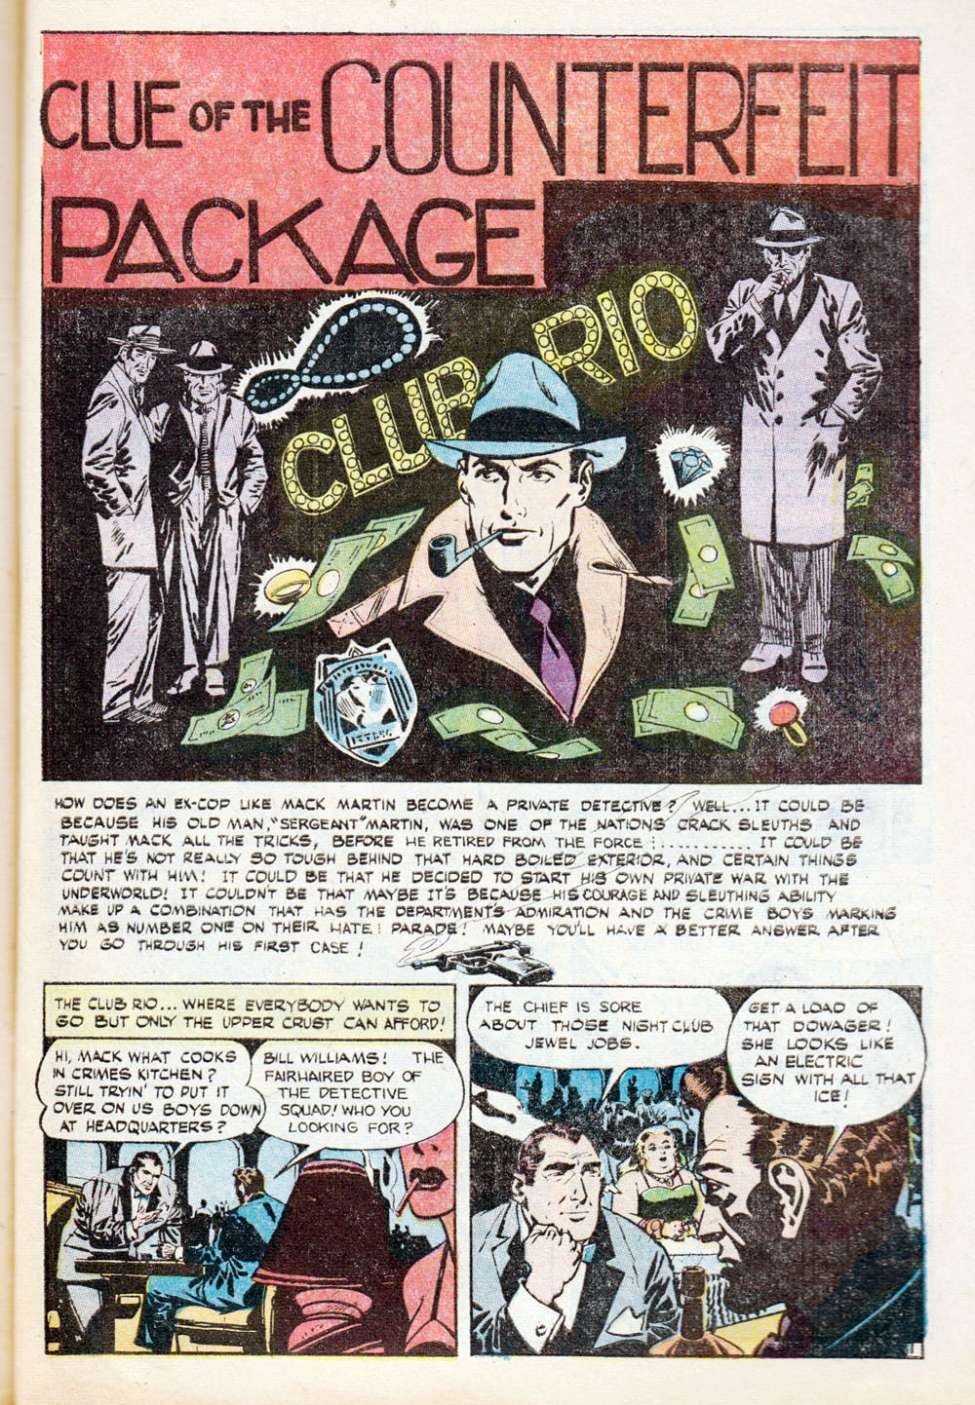 CLUE OF THE COUNTERFEIT
PACKAGE
CLUB RIO
HOW DOES AN EX-COP LIKE MACK MARTIN BECOME A PRIVATE DETECTIVE? WELL...IT COULD BE
BECAUSE HIS OLD MAN,"SERGEANT"MARTIN, WAS ONE OF THE NATIONS CRACK SLEUTHS AND
TAUGHT MACK ALL THE TRICKS, BEFORE HE RETIRED FROM THE FORCE!........... IT COULD BE
THAT HE'S NOT REALLY SO TOUGH BEHIND THAT HARD BOILED EXTERIOR, AND CERTAIN THINGS
COUNT WITH HIM! IT COULD BE THAT HE DECIDED TO START HIS OWN PRIVATE WAR WITH THE
UNDERWORLD! IT COULDN'T BE THAT MAYBE IT'S BECAUSE HIS COURAGE AND SLEUTHING ABILITY
MAKE UP A COMBINATION THAT HAS THE DEPARTMENT'S ADMIRATION AND THE CRIME BOYS MARKING
HIM AS NUMBER ONE ON THEIR HATE! PARADE! MAYBE YOU'LL HAVE A BETTER ANSWER AFTER
YOU GO THROUGH HIS FIRST CASE!
THE CLUB RIO... WHERE EVERYBODY WANTS TO
GO BUT ONLY THE UPPER CRUST CAN AFFORD!
HI, MACK WHAT COOKS
IN CRIMES KITCHEN?
STILL TRYIN' TO PUT IT
OVER ON US BOYS DOWN
AT HEADQUARTERS?
BILL WILLIAMS! THE
FAIRHAIRED BOY OF
THE DETECTIVE
SQUAD! WHO YOU
LOOKING FOR?
THE CHIEF IS SORE
ABOUT THOSE NIGHT CLUB
JEWEL JOBS.
GET A LOAD OF
THAT DOWAGER!
SHE LOOKS LIKE
AN ELECTRIC
SIGN WITH ALL THAT
ICE!
1